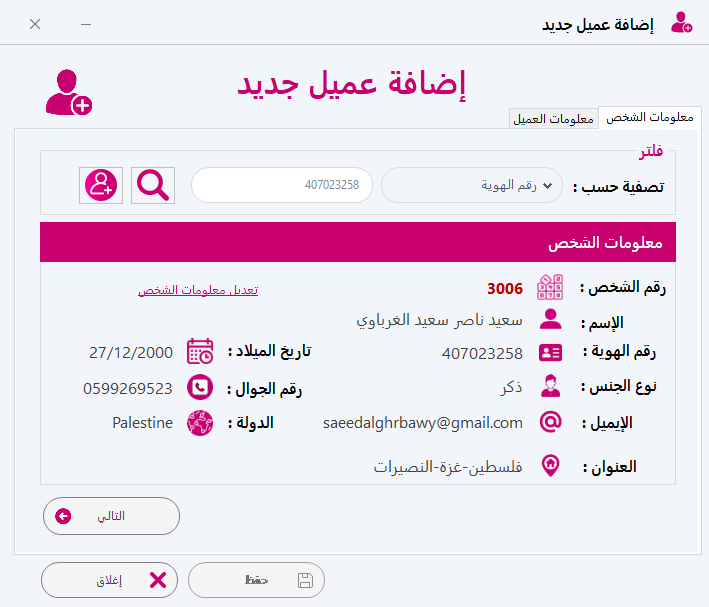 إضافة عميل جديد
إضافة عميل جديد
معلومات الشخص معلومات العميل
فلتر
تصفية حسب : رقم الهوية 407023258
معلومات الشخص
رقم الشخص : 3006 تعديل معلومات الشخص
الإسم : سعيد ناصر سعيد الغرباوي
رقم الهوية : 407023258 تاريخ الميلاد : 27/12/2000
نوع الجنس : ذكر رقم الجوال : 0599269523
الإيميل : saeedalghrbawy@gmail.com الدولة : Palestine
العنوان : فلسطين-غزة-النصيرات
التالي
حفظ إغلاق